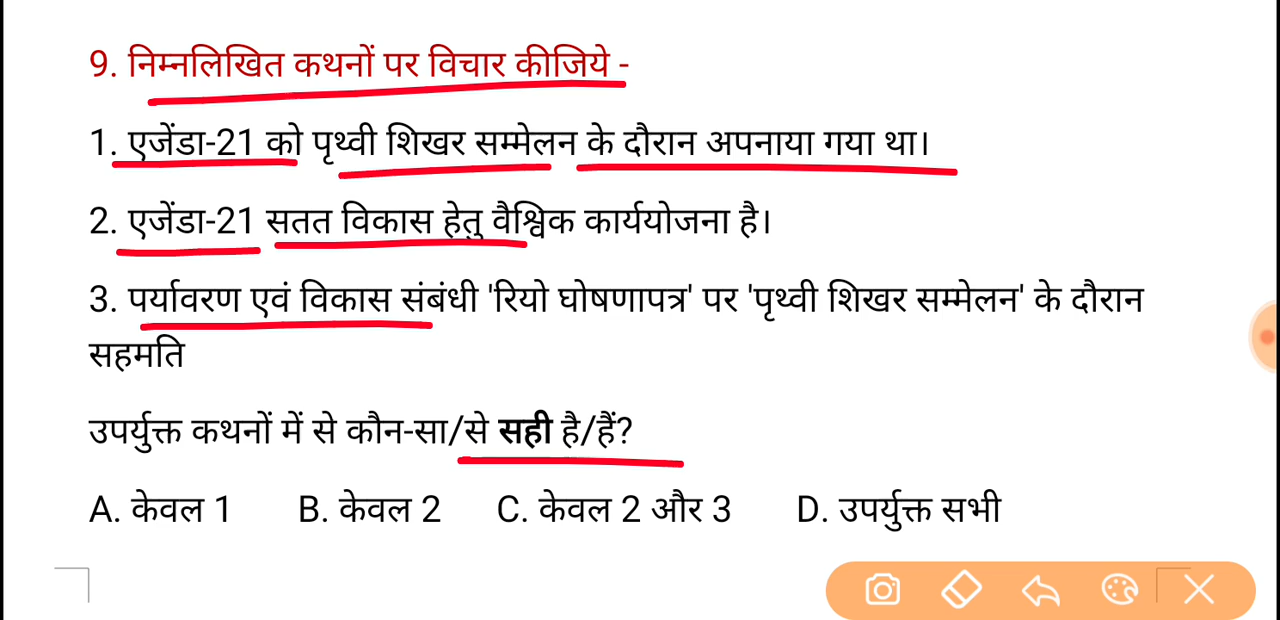 9. निम्नलिखित कथनों पर विचार कीजिये -
1. एजेंडा-21 को पृथ्वी शिखर सम्मेलन के दौरान अपनाया गया था।
2. एजेंडा-21 सतत विकास हेतु वैश्विक कार्ययोजना है।
3. पर्यावरण एवं विकास संबंधी 'रियो घोषणापत्र' पर 'पृथ्वी शिखर सम्मेलन' के दौरान
सहमति
उपर्युक्त कथनों में से कौन-सा/से सही है/हैं?
A. केवल 1 B. केवल 2 C. केवल 2 और 3 D. उपर्युक्त सभी